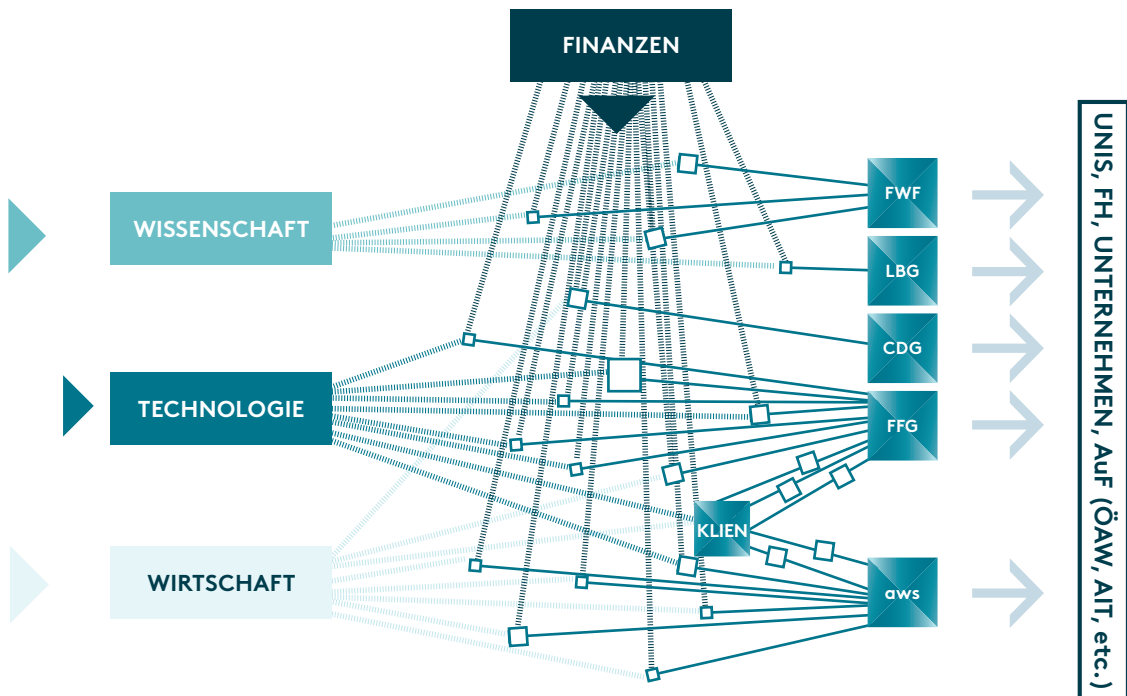 FINANZEN
WISSENSCHAFT
TECHNOLOGIE
WIRTSCHAFT
FWF
LBG
CDG
FFG
KLIEN
aws
UNIS, FH, UNTERNEHMEN, AuF (ÖAW, AIT, etc.)